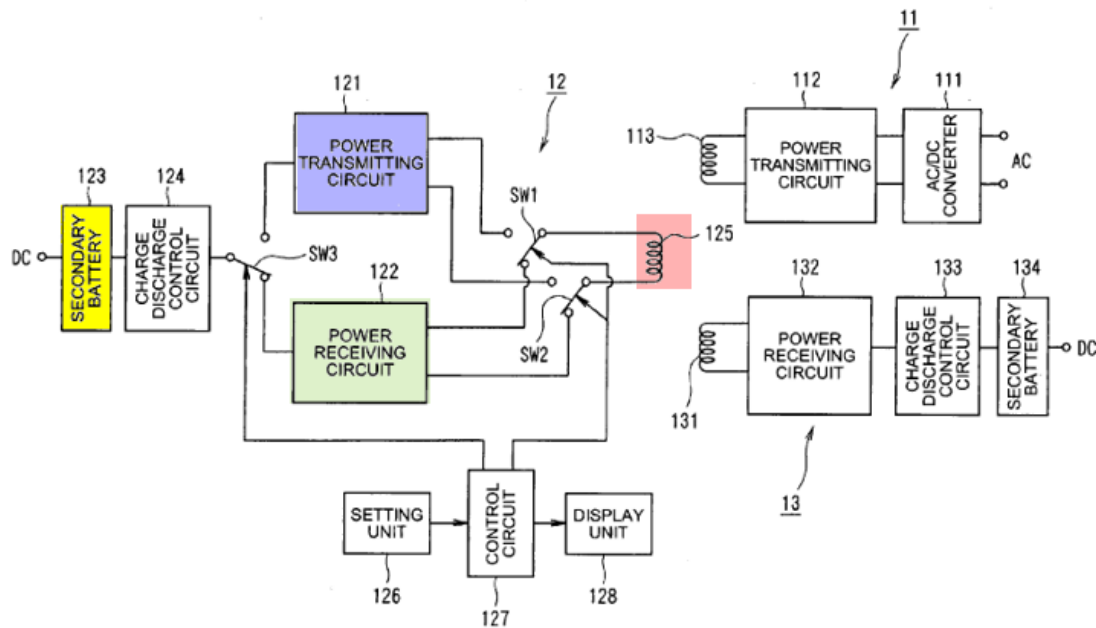 11
12
121
112
111
113
POWER
TRANSMITTING
CIRCUIT
POWER
TRANSMITTING
CIRCUIT
AC/DC
CONVERTER
AC
123
124
SW1
125
DC
SECONDARY
BATTERY
CHARGE
DISCHARGE
CONTROL
CIRCUIT
SW3
122
132
133
134
POWER
RECEIVING
CIRCUIT
SW2
131
POWER
RECEIVING
CIRCUIT
CHARGE
DISCHARGE
CONTROL
CIRCUIT
SECONDARY
BATTERY
DC
13
SETTING
UNIT
CONTROL
CIRCUIT
DISPLAY
UNIT
126
127
128